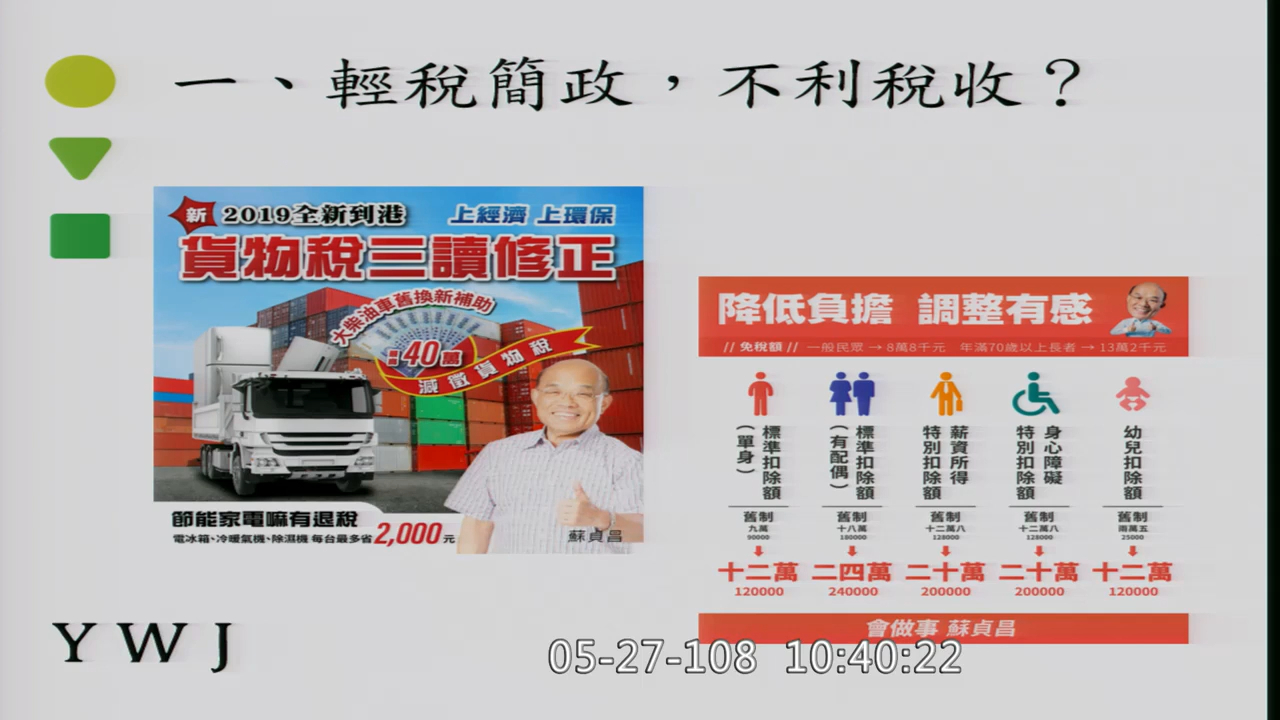 一、輕稅簡政，不利稅收？
新 2019全新到港 上經濟 上環保
貨物稅三讀修正
大柴油車舊換新補助
40萬
減徵貨物稅
節能家電嘛有退稅
電冰箱、冷暖氣機、除濕機 每台最多省2,000元
蘇貞昌
降低負擔 調整有感
// 免稅額 // 一般民眾 → 8萬8千元 年滿70歲以上長者 → 13萬2千元
標準扣除額（單身）
舊制
九萬
90000
十二萬
120000
標準扣除額（有配偶）
舊制
十八萬
180000
二四萬
240000
薪資所得特別扣除額
舊制
十二萬八
128000
二十萬
200000
身心障礙特別扣除額
舊制
十二萬八
128000
二十萬
200000
幼兒扣除額
舊制
兩萬五
25000
十二萬
120000
會做事 蘇貞昌
YWJ
05-27-108 10:40:22